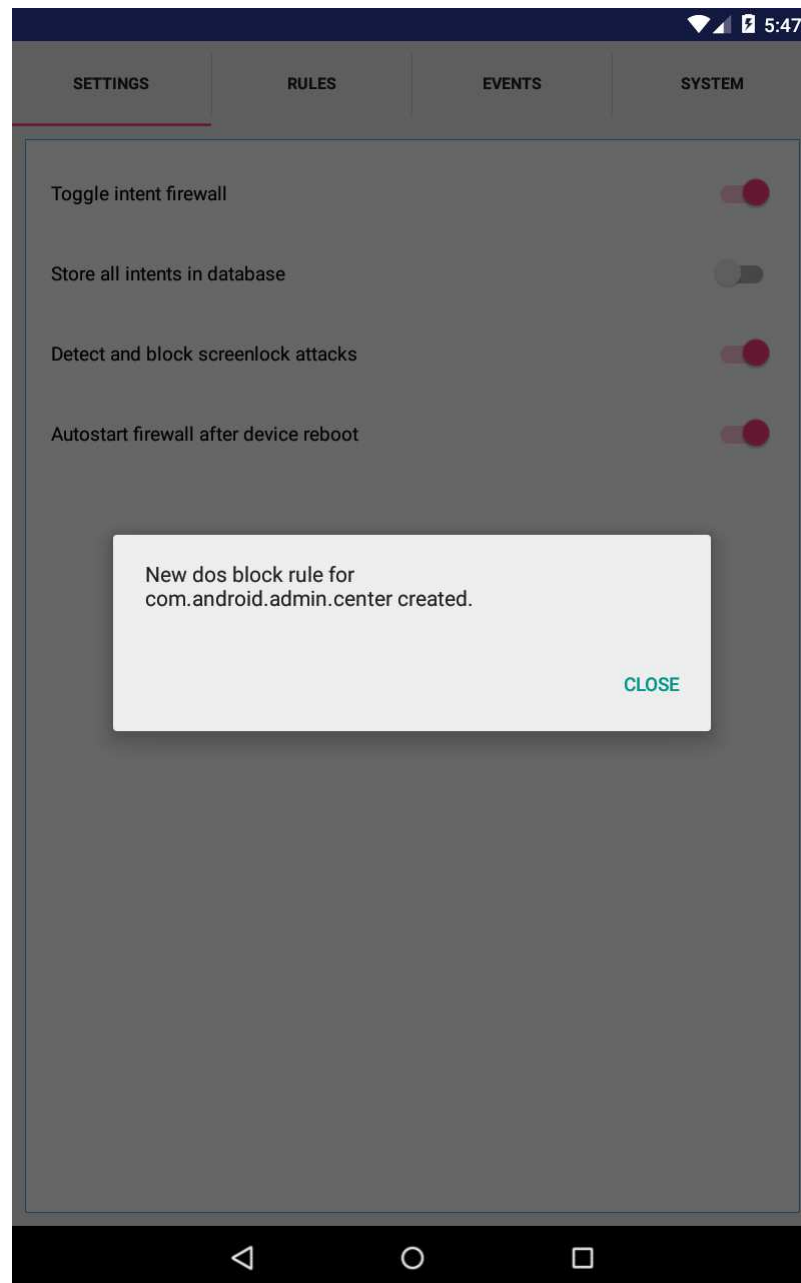 5:47
SETTINGS RULES EVENTS SYSTEM
Toggle intent firewall
Store all intents in database
Detect and block screenlock attacks
Autostart firewall after device reboot
New dos block rule for
com.android.admin.center created.
CLOSE